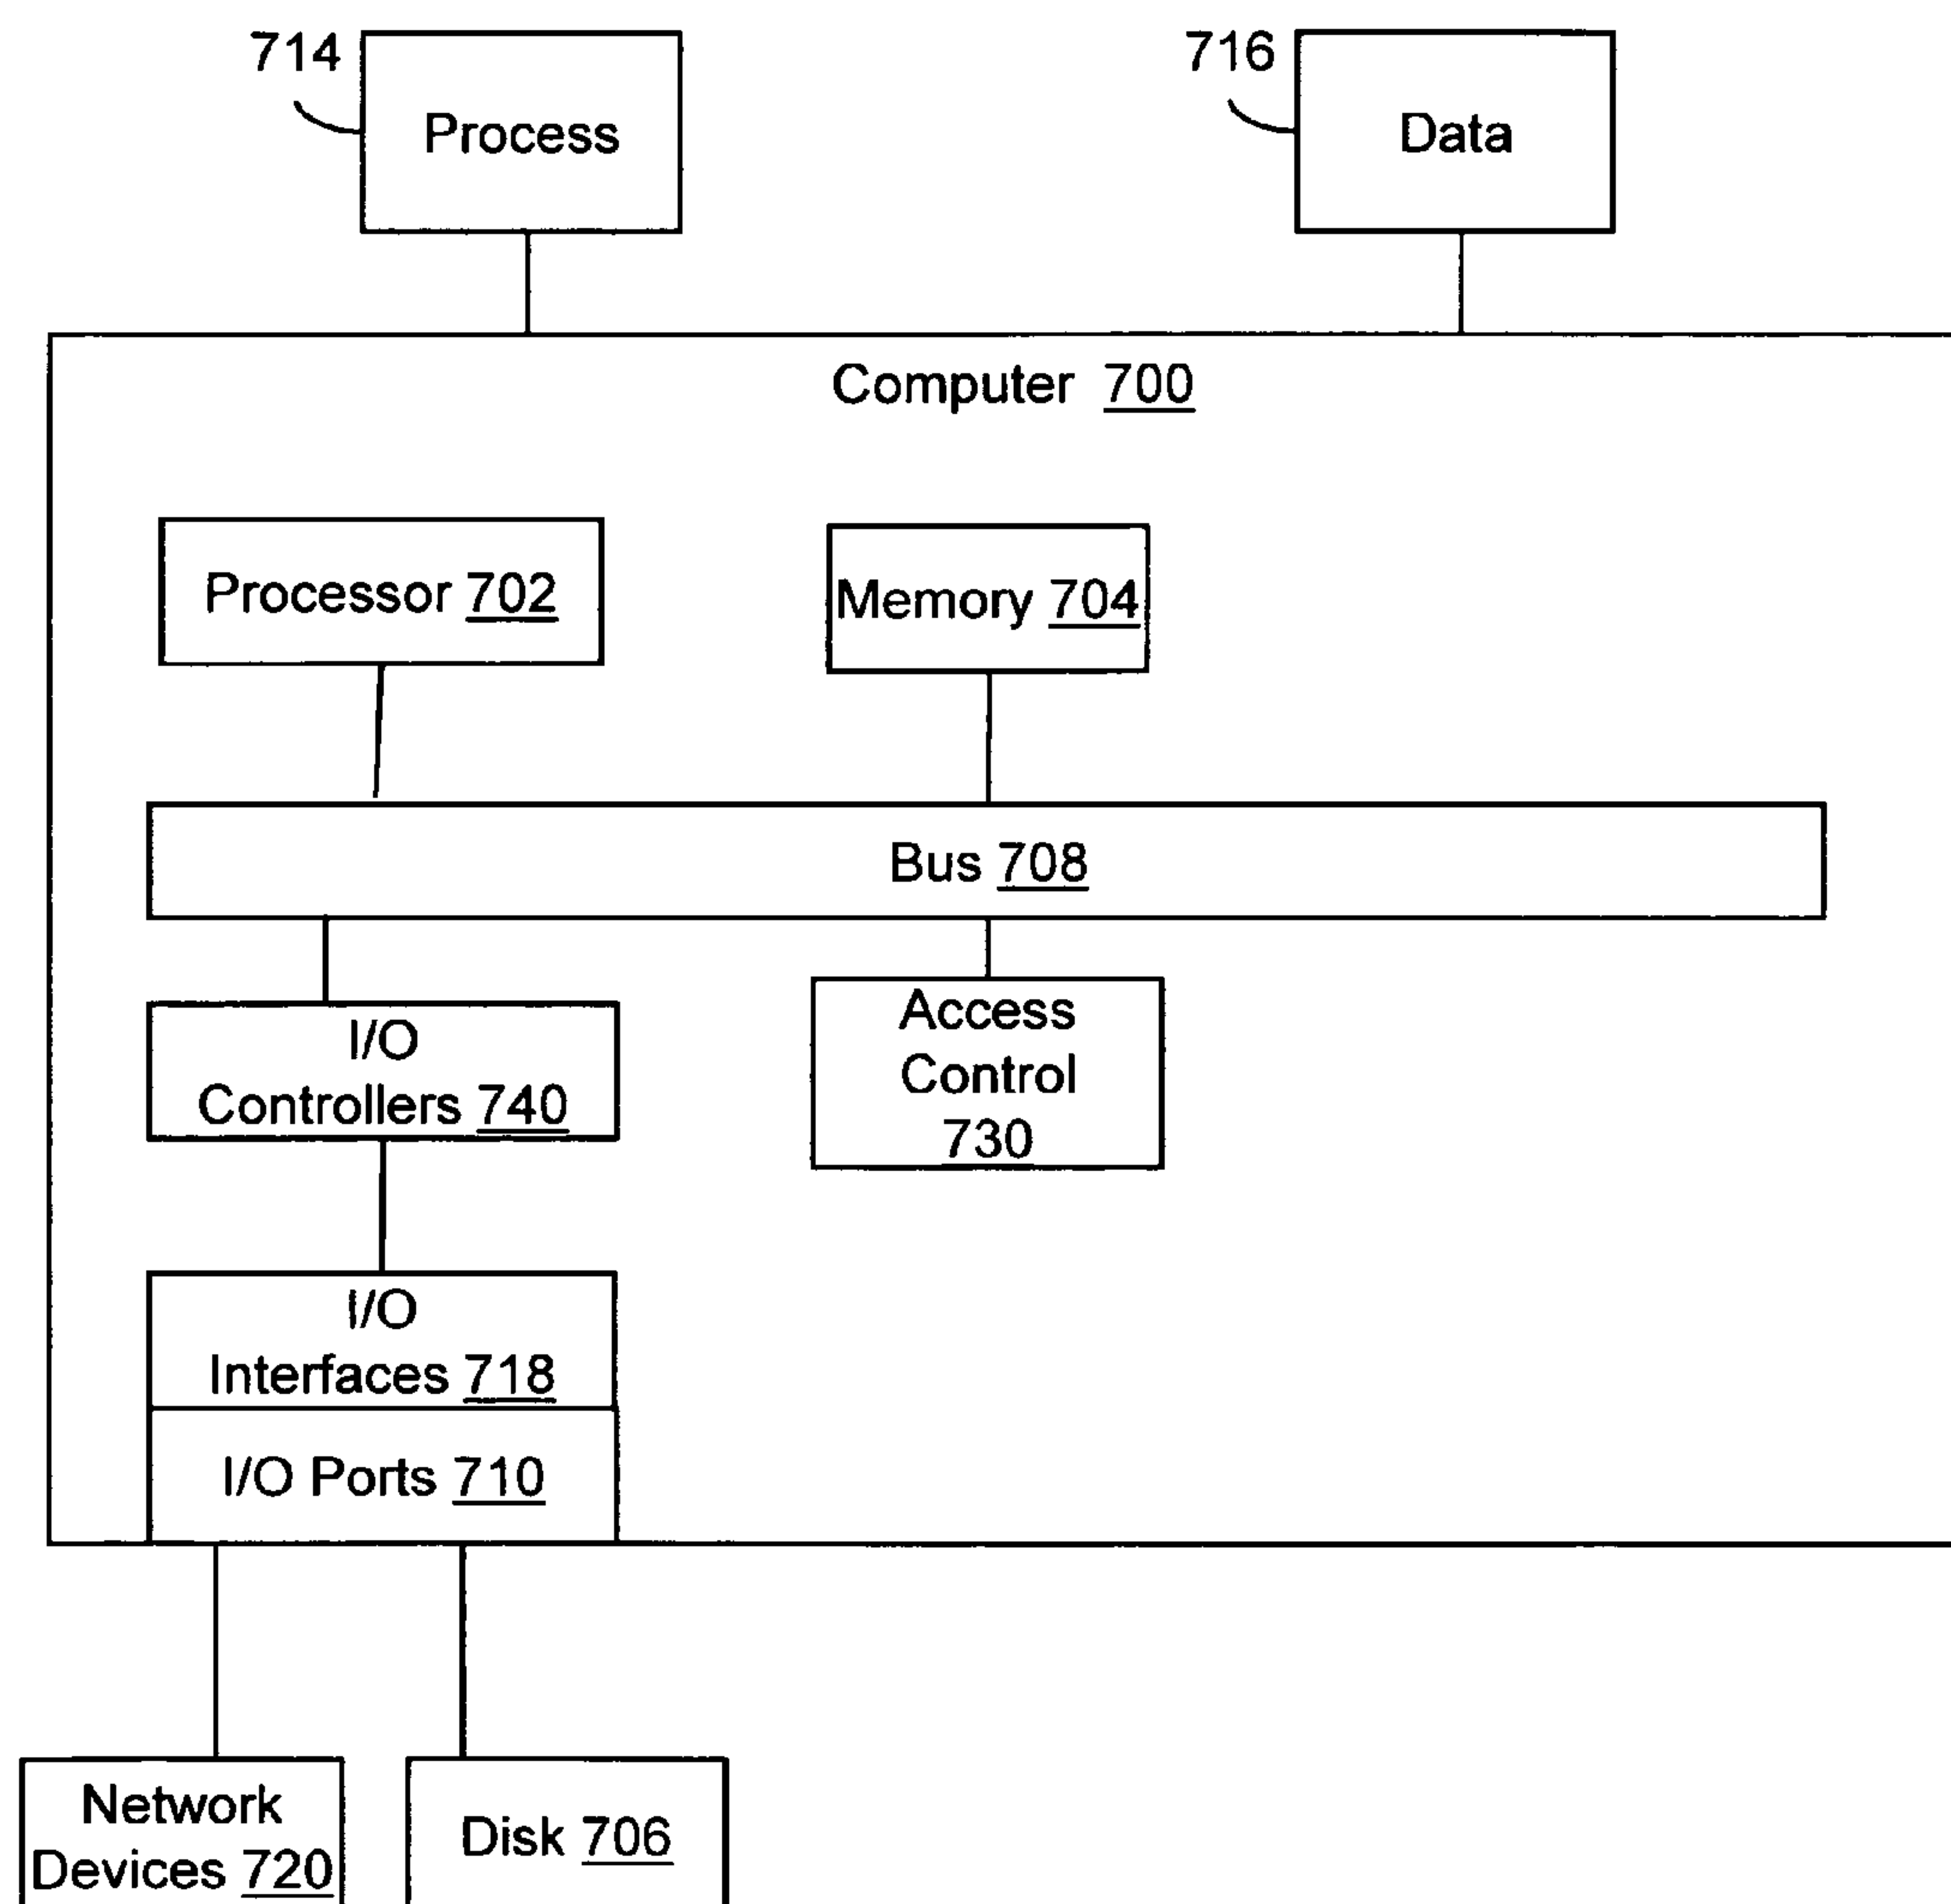 714
Process
716
Data
Computer 700
Processor 702
Memory 704
Bus 708
I/O
Controllers 740
Access
Control
730
I/O
Interfaces 718
I/O Ports 710
Network
Devices 720
Disk 706